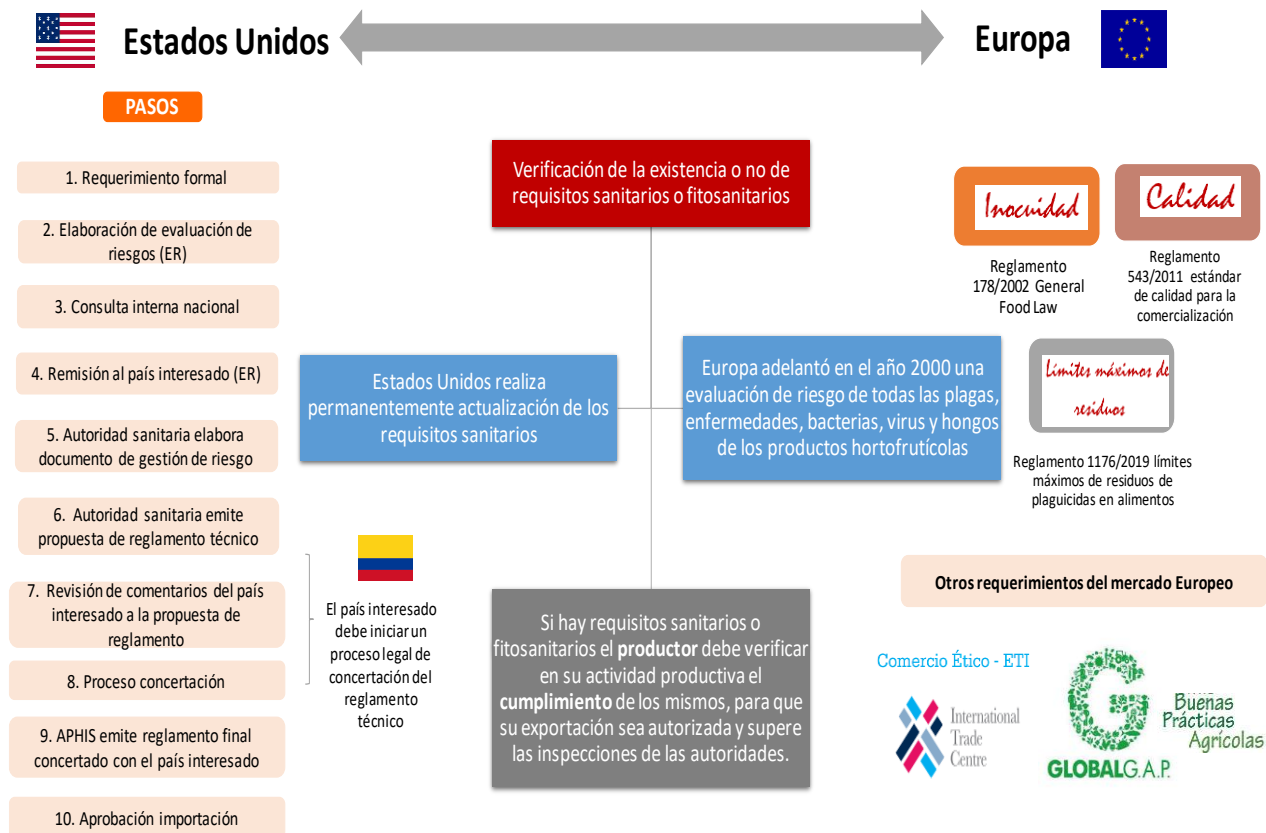 Estados Unidos
Europa
PASOS
1. Requerimiento formal
2. Elaboración de evaluación de
riesgos (ER)
3. Consulta interna nacional
4. Remisión al país interesado (ER)
5. Autoridad sanitaria elabora
documento de gestión de riesgo
6. Autoridad sanitaria emite
propuesta de reglamento técnico
7. Revisión de comentarios del país
interesado a la propuesta de
reglamento
8. Proceso concertación
9. APHIS emite reglamento final
concertado con el país interesado
10. Aprobación importación
El país interesado
debe iniciar un
proceso legal de
concertación del
reglamento
técnico
Verificación de la existencia o no de
requisitos sanitarios o fitosanitarios
Estados Unidos realiza
permanentemente actualización de los
requisitos sanitarios
Europa adelantó en el año 2000 una
evaluación de riesgo de todas las plagas,
enfermedades, bacterias, virus y hongos
de los productos hortofrutícolas
Si hay requisitos sanitarios o
fitosanitarios el productor debe verificar
en su actividad productiva el
cumplimiento de los mismos, para que
su exportación sea autorizada y supere
las inspecciones de las autoridades.
Inocuidad
Reglamento
178/2002 General
Food Law
Calidad
Reglamento
543/2011 estándar
de calidad para la
comercialización
Límites máximos de
residuos
Reglamento 1176/2019 límites
máximos de residuos de
plaguicidas en alimentos
Otros requerimientos del mercado Europeo
Comercio Ético - ETI
International
Trade
Centre
GLOBALG.A.P.
Buenas
Prácticas
Agrícolas